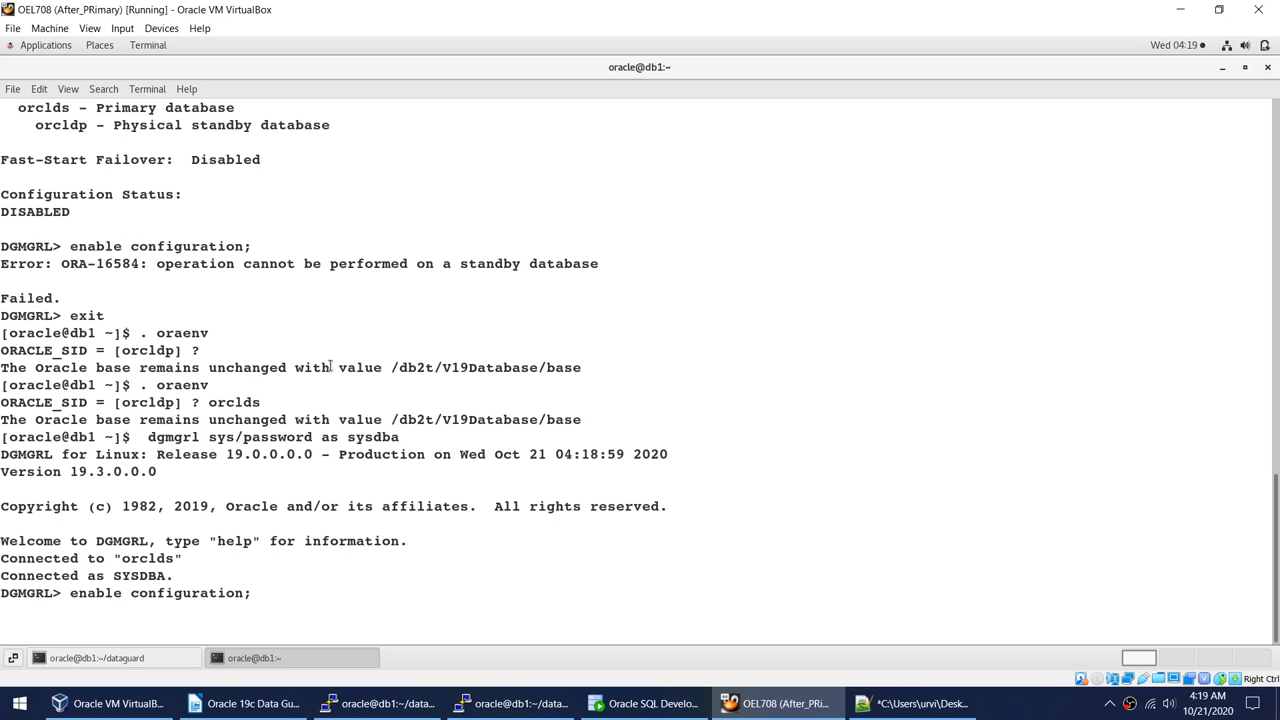 OEL708 (After_PRimary) [Running] - Oracle VM VirtualBox
File Machine View Input Devices Help
Applications Places Terminal Wed 04:19
oracle@db1:~
File Edit View Search Terminal Help
orclds - Primary database
orcldp - Physical standby database
Fast-Start Failover: Disabled
Configuration Status:
DISABLED
DGMGRL> enable configuration;
Error: ORA-16584: operation cannot be performed on a standby database
Failed.
DGMGRL> exit
[oracle@db1 ~]$ . oraenv
ORACLE_SID = [orcldp] ?
The Oracle base remains unchanged with value /db2t/V19Database/base
[oracle@db1 ~]$ . oraenv
ORACLE_SID = [orcldp] ? orclds
The Oracle base remains unchanged with value /db2t/V19Database/base
[oracle@db1 ~]$  dgmgrl sys/password as sysdba
DGMGRL for Linux: Release 19.0.0.0.0 - Production on Wed Oct 21 04:18:59 2020
Version 19.3.0.0.0
Copyright (c) 1982, 2019, Oracle and/or its affiliates.  All rights reserved.
Welcome to DGMGRL, type "help" for information.
Connected to "orclds"
Connected as SYSDBA.
DGMGRL> enable configuration;
oracle@db1:~/dataguard oracle@db1:~
Right Ctrl
Oracle VM VirtualB... Oracle 19c Data Gu... oracle@db1:~/data... oracle@db1:~/data... Oracle SQL Develo... OEL708 (After_PRi... *C:\Users\urvi\Desk... 4:19 AM
10/21/2020